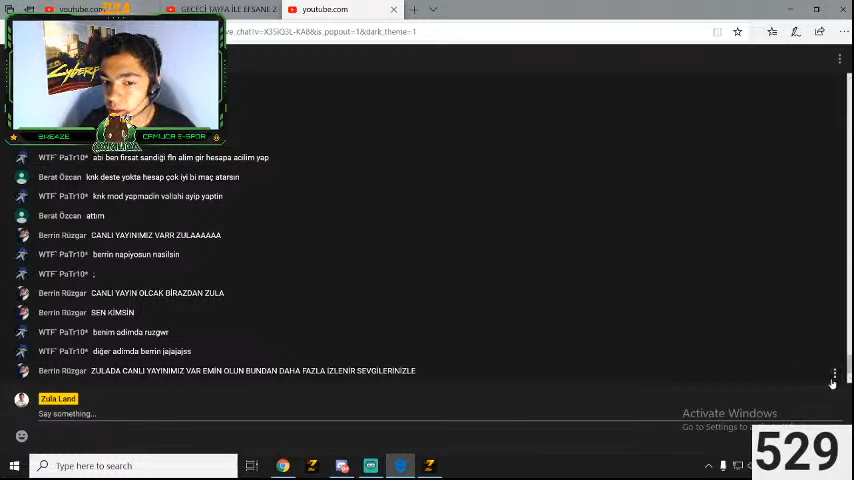 youtube.com
GECECİ TAYFA İLE EFSANE Z
youtube.com
ve_chat?v=X35iQ3L-KA8&is_popout=1&dark_theme=1
ZULA
BRE4ZE
CAMLICA E-SPOR
WTF' PaTr10* abi ben firsat sandiği fln alim gir hesapa acilim yap
Berat Özcan knk deste yokta hesap çok iyi bi maç atarsın
WTF' PaTr10* knk mod yapmadin vallahi ayip yaptin
Berat Özcan attım
Berrin Rüzgar CANLI YAYINIMIZ VARR ZULAAAAAA
WTF' PaTr10* berrin napiyosun nasilsin
WTF' PaTr10* ;
Berrin Rüzgar CANLI YAYIN OLCAK BİRAZDAN ZULA
Berrin Rüzgar SEN KİMSİN
WTF' PaTr10* benim adimda ruzgwr
WTF' PaTr10* diğer adimda berrin jajajajss
Berrin Rüzgar ZULADA CANLI YAYINIMIZ VAR EMİN OLUN BUNDAN DAHA FAZLA İZLENİR SEVGİLERİNİZLE
Zula Land
Say something...
Activate Windows
Go to Settings to
529
Type here to search